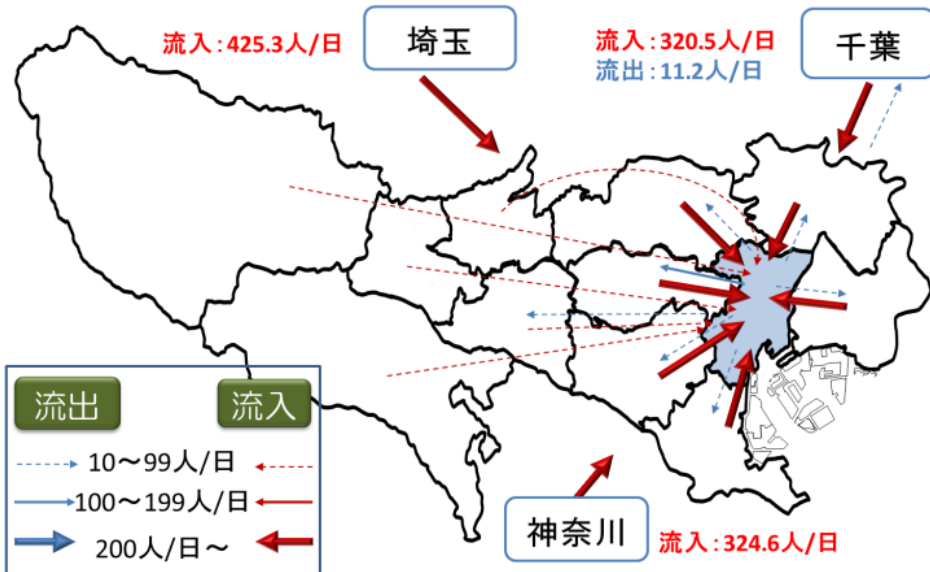 流入：425.3人/日
埼玉
流入：320.5人/日
流出：11.2人/日
千葉
流出
流入
10～99人/日
100～199人/日
200人/日～
神奈川
流入：324.6人/日